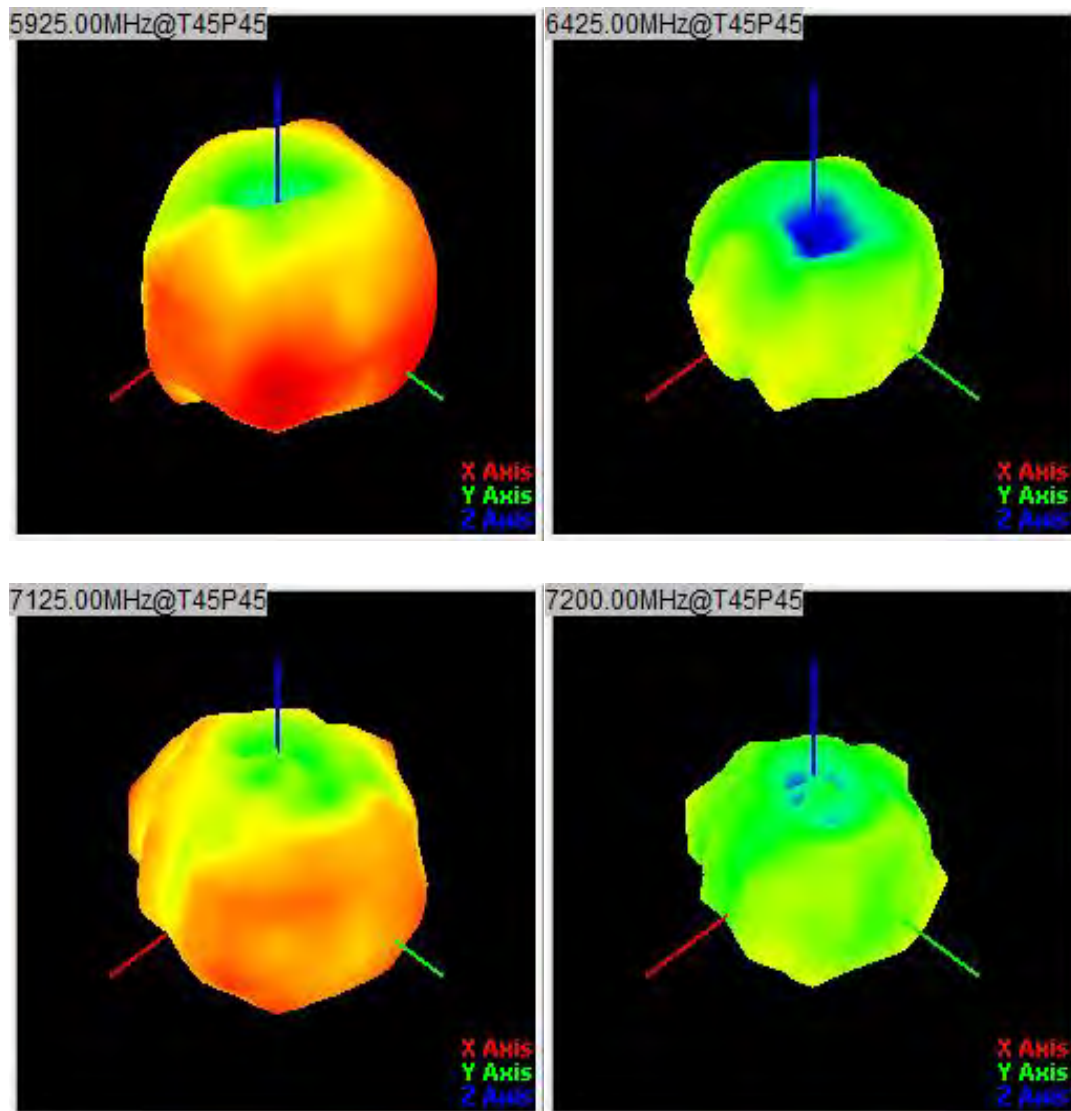 5925.00MHz@T45P45
6425.00MHz@T45P45
X Axis
Y Axis
Z Axis
X Axis
Y Axis
Z Axis
7125.00MHz@T45P45
7200.00MHz@T45P45
X Axis
Y Axis
Z Axis
X Axis
Y Axis
Z Axis